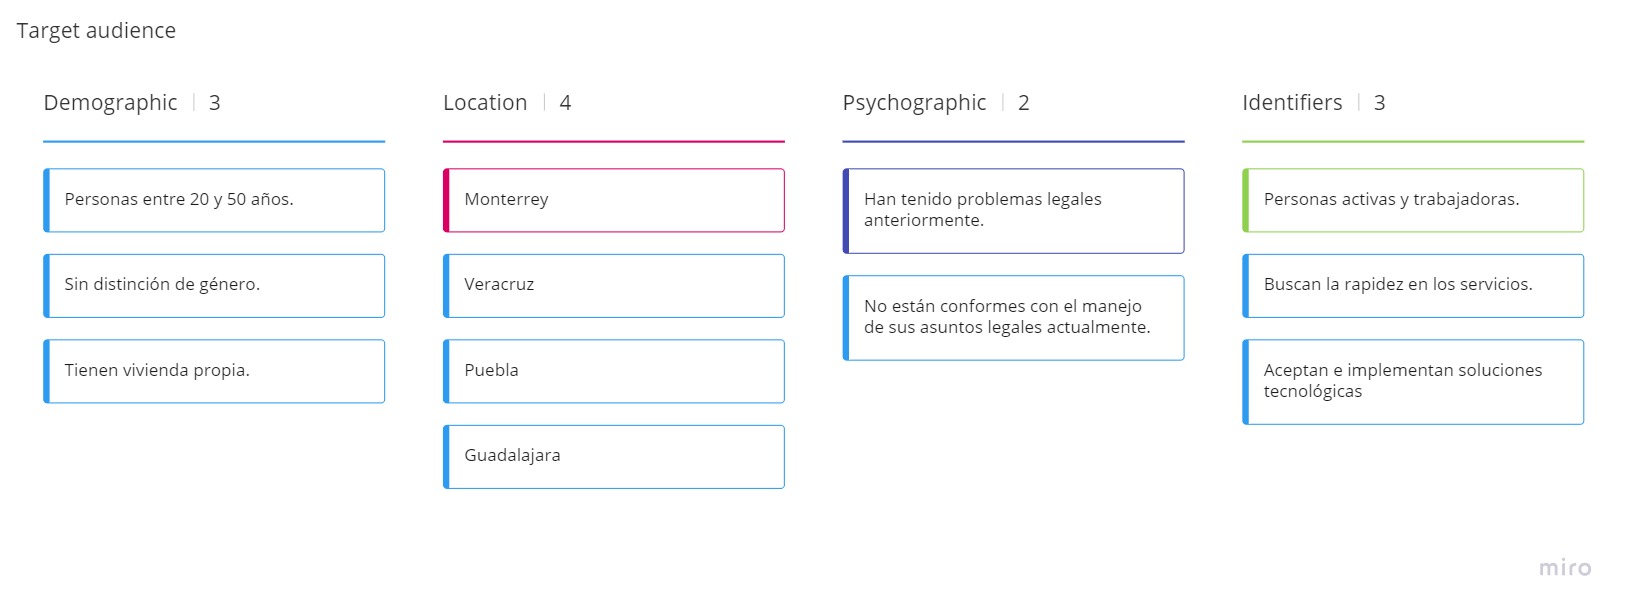 Target audience
Demographic 3
Personas entre 20 y 50 años.
Sin distinción de género.
Tienen vivienda propia.
Location 4
Monterrey
Veracruz
Puebla
Guadalajara
Psychographic 2
Han tenido problemas legales
anteriormente.
No están conformes con el manejo
de sus asuntos legales actualmente.
Identifiers 3
Personas activas y trabajadoras.
Buscan la rapidez en los servicios.
Aceptan e implementan soluciones
tecnológicas
miro